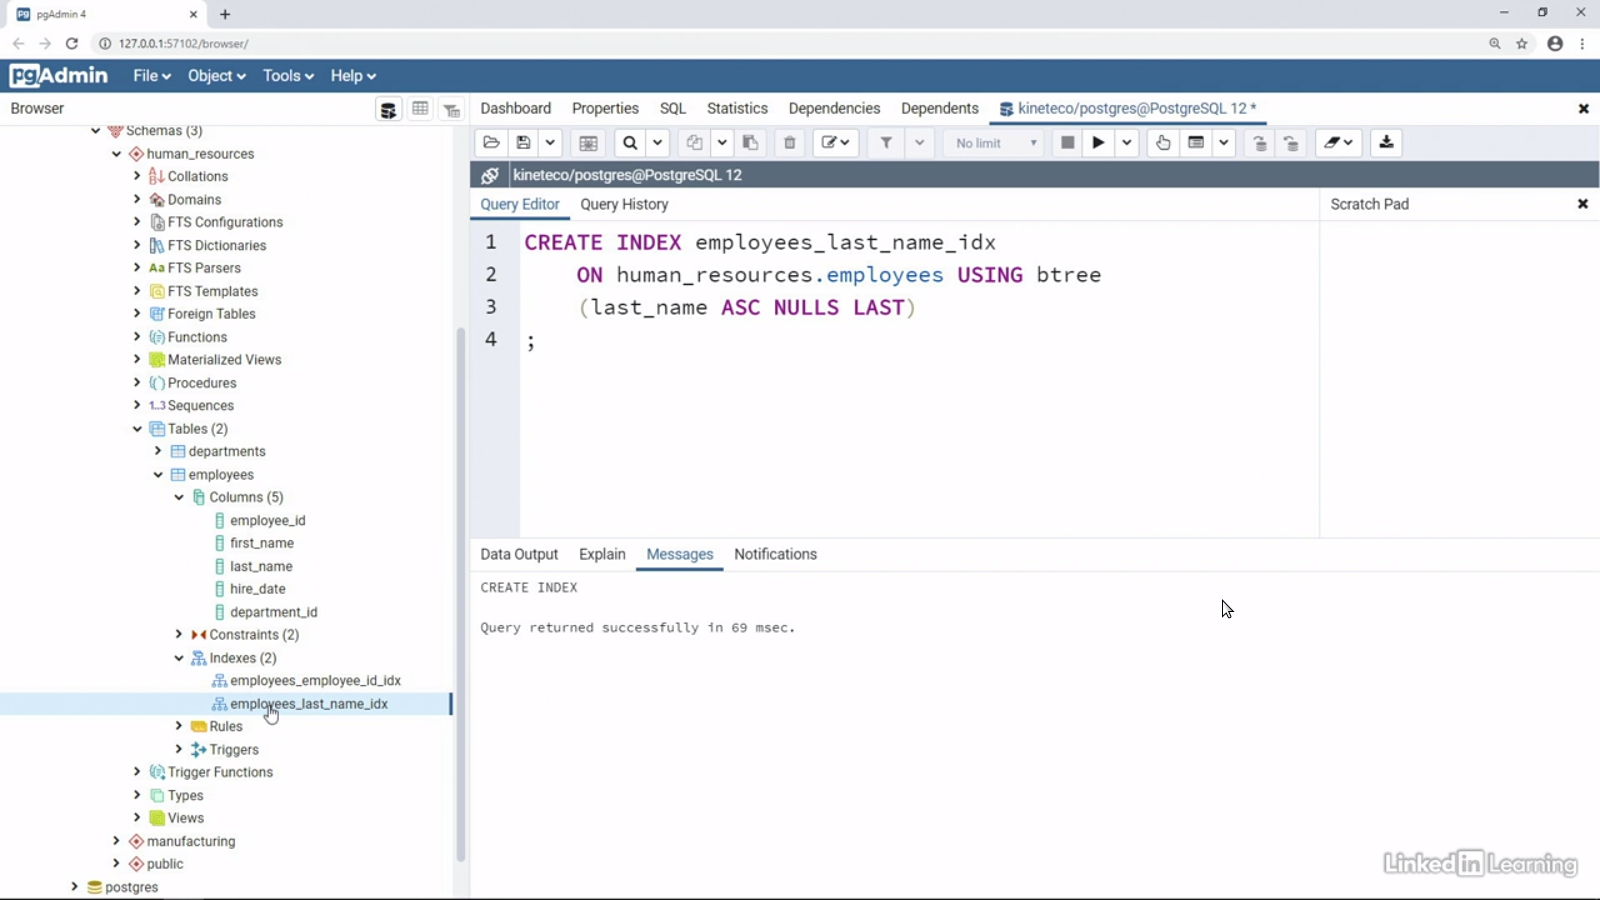 pgAdmin 4
127.0.0.1:57102/browser/
pgAdmin File Object Tools Help
Browser
Dashboard Properties SQL Statistics Dependencies Dependents kineteco/postgres@PostgreSQL 12 *
No limit
kineteco/postgres@PostgreSQL 12
Query Editor Query History
Scratch Pad
Schemas (3)
human_resources
Collations
Domains
FTS Configurations
FTS Dictionaries
Aa FTS Parsers
FTS Templates
Foreign Tables
Functions
Materialized Views
Procedures
1..3 Sequences
Tables (2)
departments
employees
Columns (5)
employee_id
first_name
last_name
hire_date
department_id
Constraints (2)
Indexes (2)
employees_employee_id_idx
employees_last_name_idx
Rules
Triggers
Trigger Functions
Types
Views
manufacturing
public
postgres
1 CREATE INDEX employees_last_name_idx
2 ON human_resources.employees USING btree
3 (last_name ASC NULLS LAST)
4 ;
Data Output Explain Messages Notifications
CREATE INDEX
Query returned successfully in 69 msec.
Linked in Learning